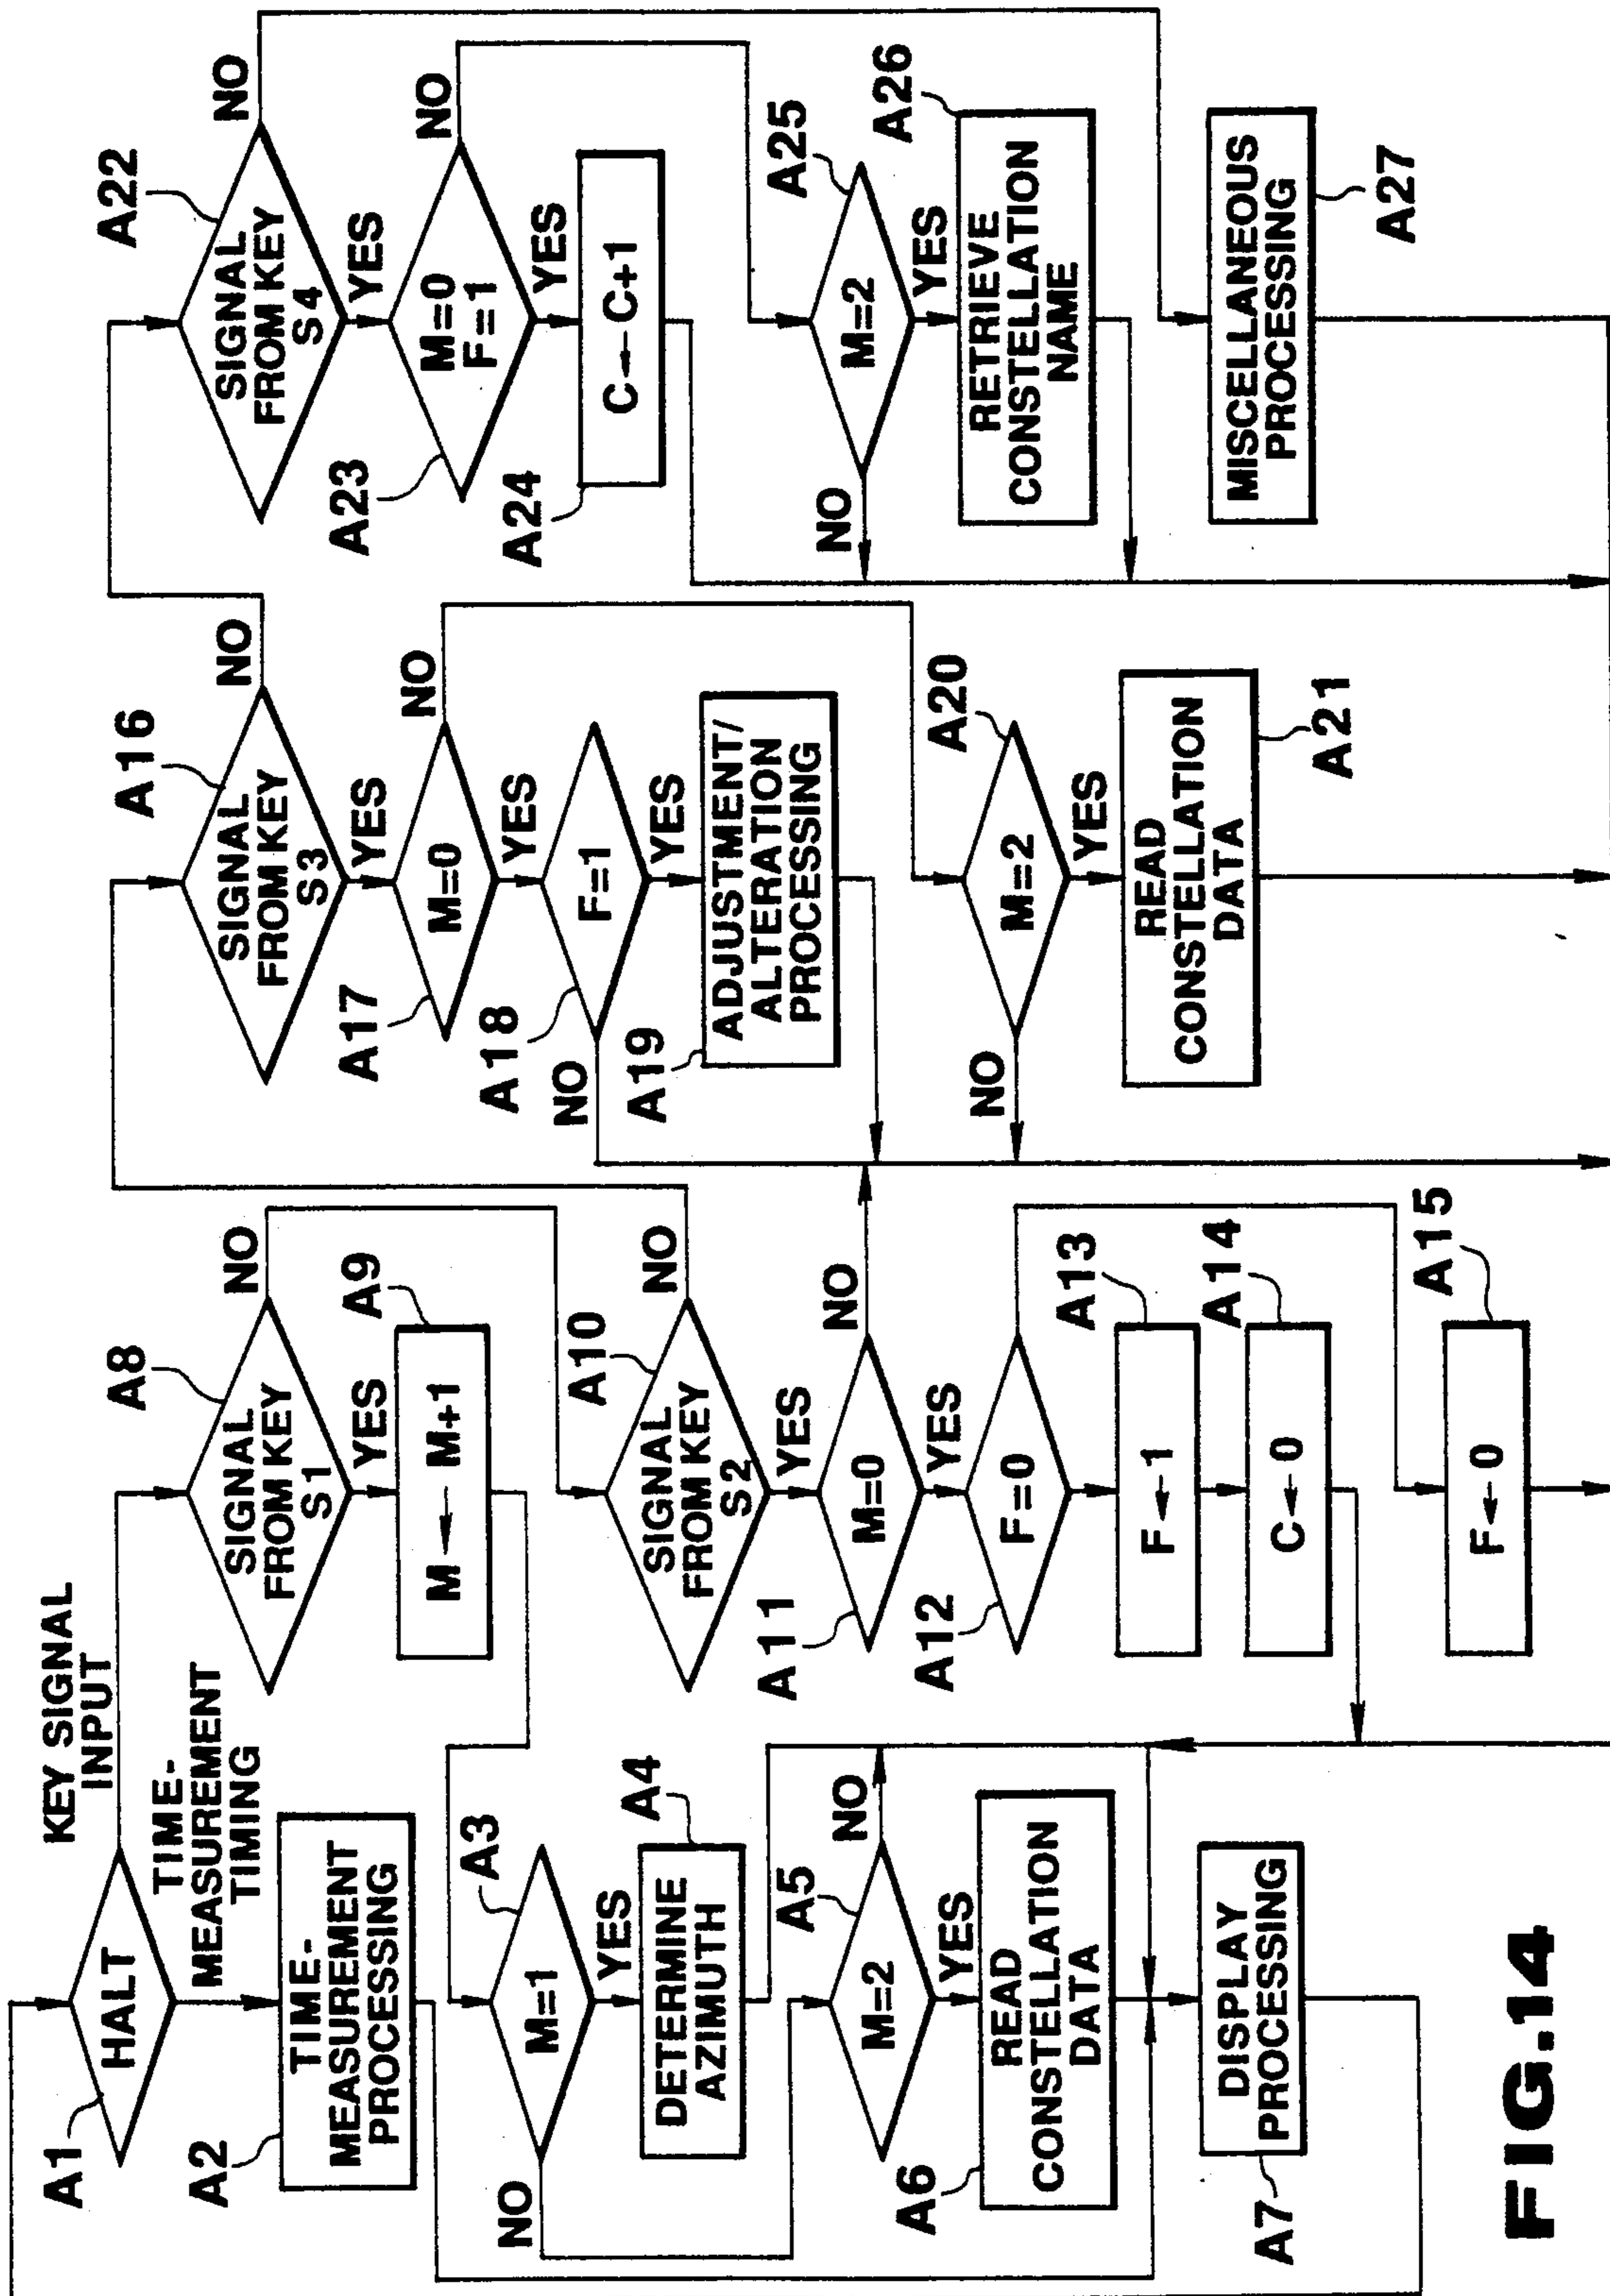 A1
HALT
KEY SIGNAL
INPUT
TIME-
MEASUREMENT
TIMING
A2
TIME-
MEASUREMENT
PROCESSING
A3
M=1
NO
YES
A4
DETERMINE
AZIMUTH
A5
M=2
NO
YES
A6
READ
CONSTELLATION
DATA
A7
DISPLAY
PROCESSING
A8
SIGNAL
FROM KEY
S1
NO
YES
A9
M ← M+1
A10
SIGNAL
FROM KEY
S2
NO
YES
A11
M=0
NO
YES
A12
F=0
A13
F←1
A14
C←0
A15
F←0
A16
SIGNAL
FROM KEY
S3
NO
YES
A17
M=0
NO
YES
A18
F=1
NO
YES
A19
ADJUSTMENT/
ALTERATION
PROCESSING
A20
M=2
NO
YES
READ
CONSTELLATION
DATA
A21
A22
SIGNAL
FROM KEY
S4
NO
YES
A23
M=0
F=1
NO
YES
A24
C←C+1
A25
M=2
NO
YES
A26
RETRIEVE
CONSTELLATION
NAME
MISCELLANEOUS
PROCESSING
A27
FIG.14